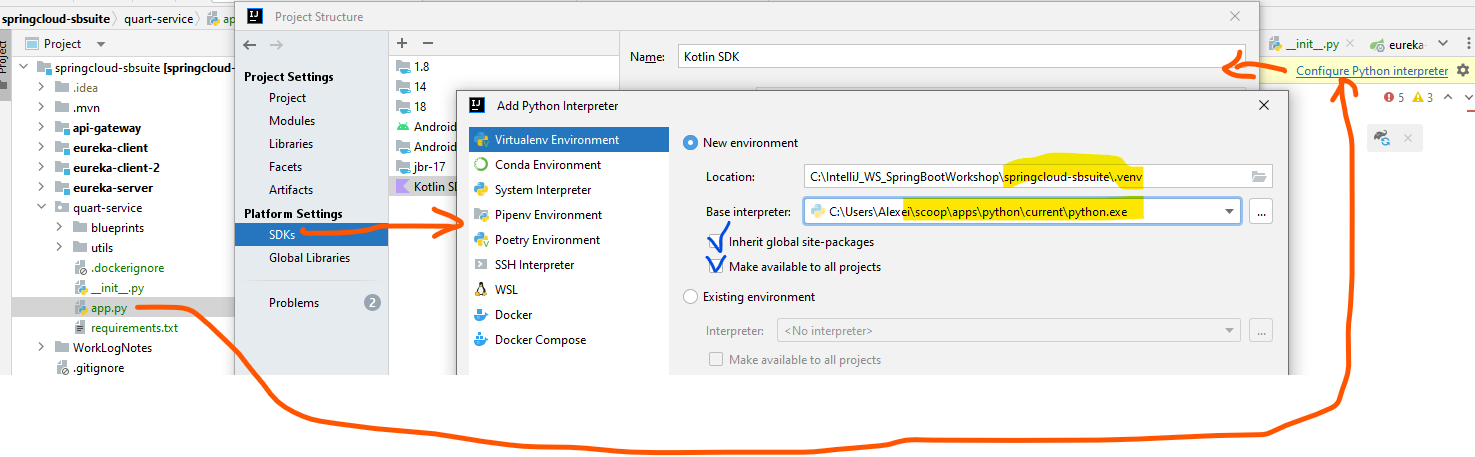 springcloud-sbsuite quart-service
Project
Project
springcloud-sbsuite [springcloud-
.idea
.mvn
api-gateway
eureka-client
eureka-client-2
eureka-server
quart-service
blueprints
utils
.dockerignore
__init__.py
app.py
requirements.txt
WorkLogNotes
.gitignore
Project Structure
Project Settings
Project
Modules
Libraries
Facets
Artifacts
Platform Settings
SDKs
Global Libraries
Problems 2
1.8
14
18
Android
Android
jbr-17
Kotlin SD
Name: Kotlin SDK
Add Python Interpreter
Virtualenv Environment
Conda Environment
System Interpreter
Pipenv Environment
Poetry Environment
SSH Interpreter
WSL
Docker
Docker Compose
New environment
Location: C:\IntelliJ_WS_SpringBootWorkshop\springcloud-sbsuite\.venv
Base interpreter: C:\Users\Alexei\scoop\apps\python\current\python.exe
...
Inherit global site-packages
Make available to all projects
Existing environment
Interpreter: <No interpreter>
...
Make available to all projects
__init__.py eureka-
Configure Python interpreter
5 3